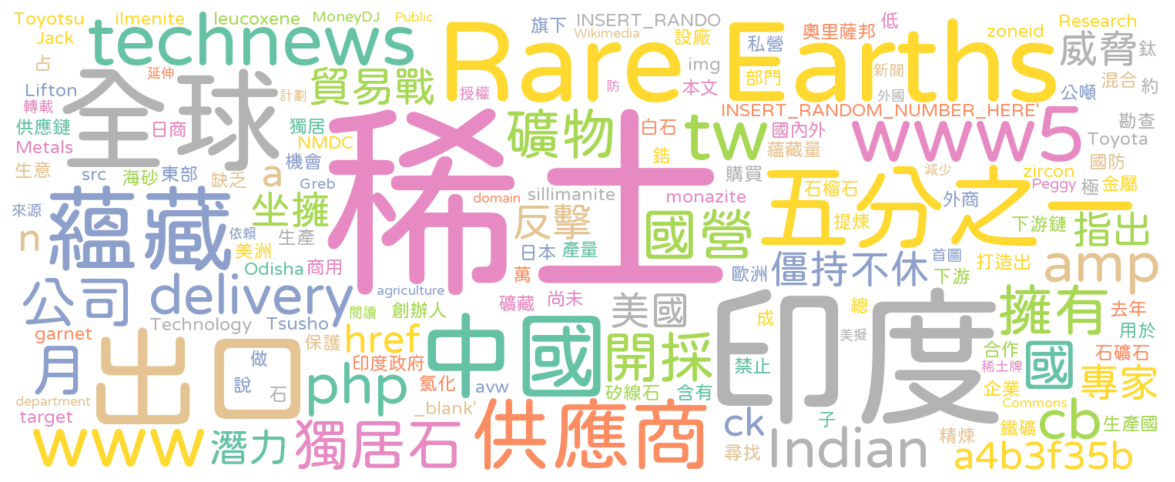 Toyotsu ilmenite leucoxene MoneyDJ Public
Jack
technews
Rare Earths
旗下 INSERT_RANDO
Wikimedia 設廠
私營 奧里薩邦 低
部門
zoneid Research
威脅 鈦
占 延伸
全球
貿易戰 授權
img 本文
防
新聞 外國
公噸 混合 約
Lifton 計劃
轉載
供應鏈 日商 獨居
NMDC
Metals
稀土
礦物
白石 鋯
tw
INSERT_RANDOM_NUMBER_HERE'
國內外
蘊藏量
www5
勘查
Toyota
國防
生意 src 海砂 東部 缺乏 機會
Greb
a
sillimanite
購買
monazite
減少
石榴石
提煉
zircon
Peggy 極 金屬
外商
domain
來源
n
蘊藏
依賴
美洲
生產
坐擁
反擊
國營
五分之一
下游鏈 指出
日本 產量
Odisha 商用
萬
歐洲 僵持不休 首圖
下游
打造出
amp
公司 delivery
agriculture
閱讀 創辦人
礦藏 尚未
美國
總
成
美擬
擁有 去年
用於
garnet
Technology Tsusho
保護 href
中國
開採
印度
禁止
合作
稀土牌
石礦石
月
出口
做
說
石
印度政府
氯化
php
avw
矽線石 含有
企業
國 專家
department
target
_blank'
子
Commons
鐵礦
cb 生產國
www
潛力 獨居石 供應商
ck
尋找
Indian
精煉
a4b3f35b